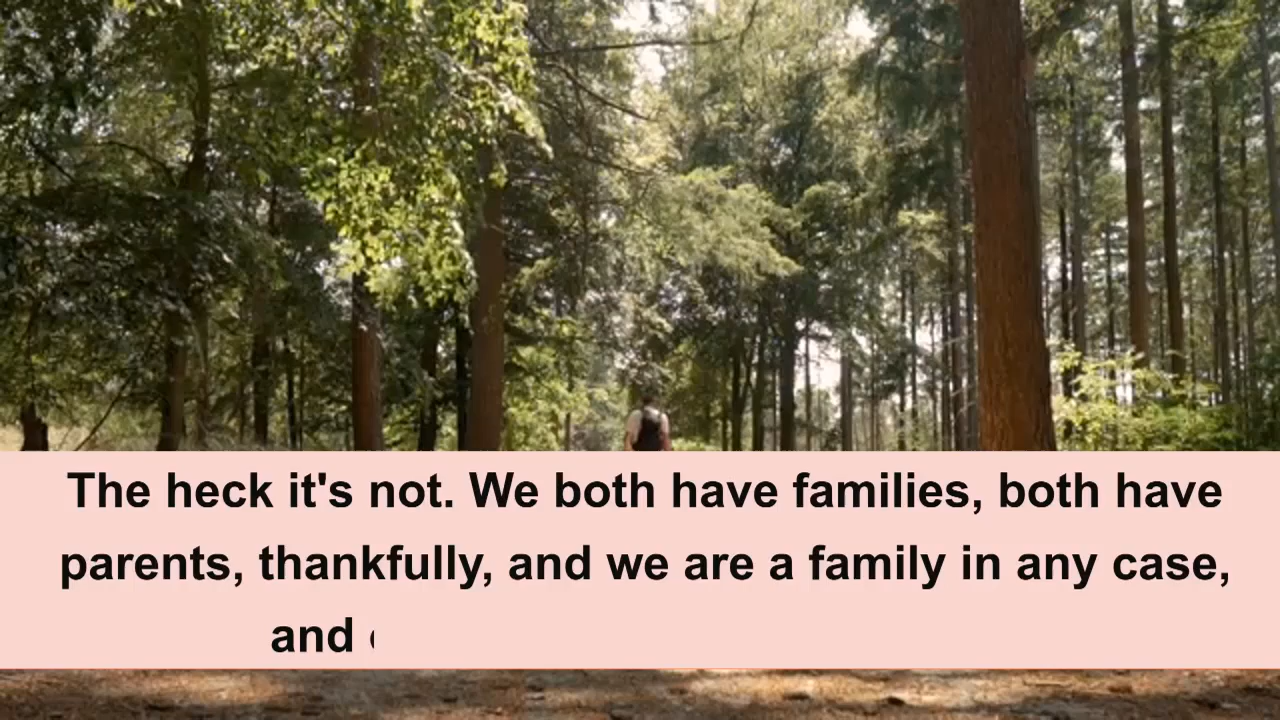 The heck it's not. We both have families, both have
parents, thankfully, and we are a family in any case,
and